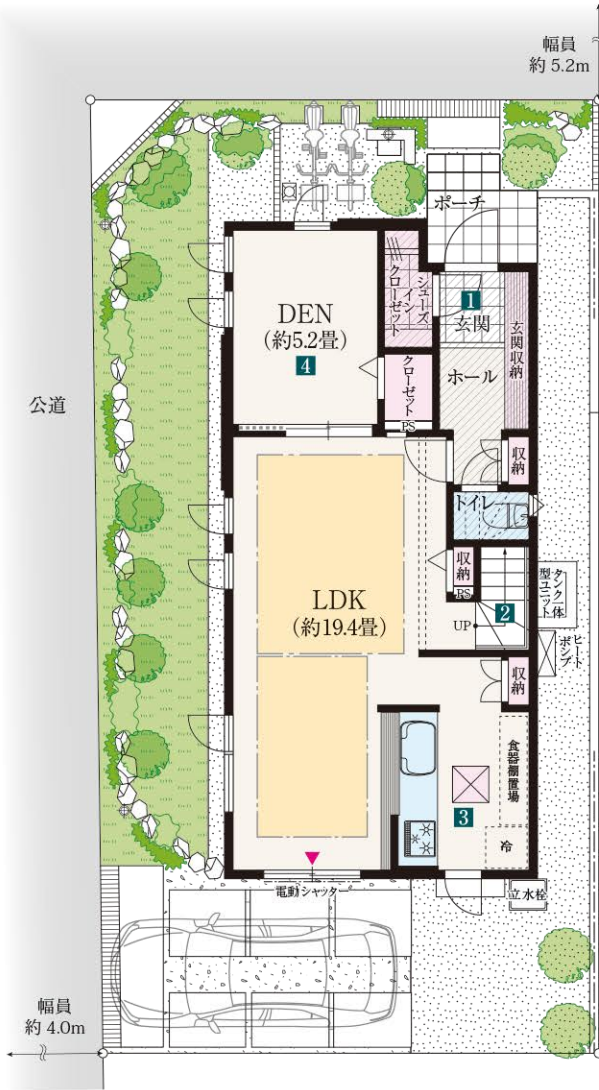 幅員
約 5.2m
ポーチ
DEN
(約5.2畳)
4
シューズ
イン
クローゼット
1
玄関
玄関収納
ホール
クローゼット
PS
収納
公道
トイレ
LDK
(約19.4畳)
収納
PS
2
UP
タンク一体
型ユニット
ヒート
ポンプ
収納
食器棚置場
3
冷
電動シャッター
立水栓
幅員
約 4.0m